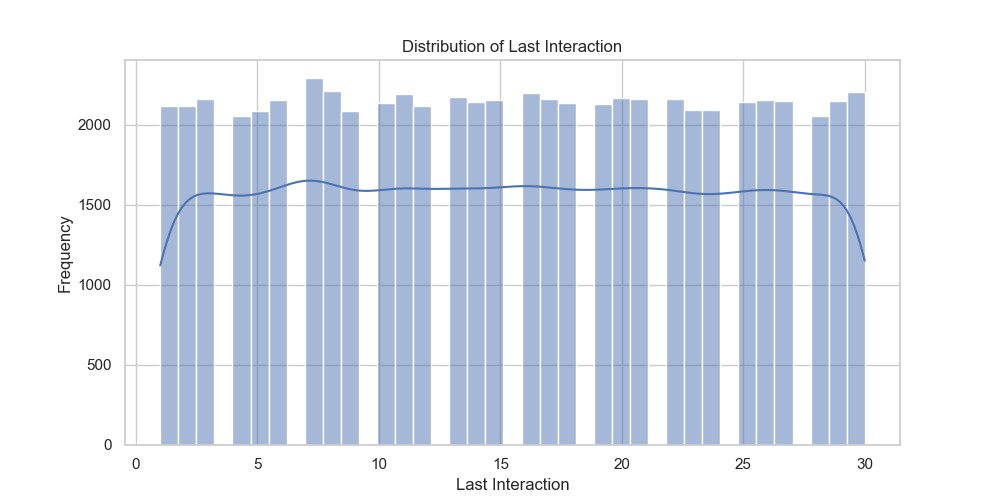 Distribution of Last Interaction
Frequency
2000
1500
1000
500
0
0 5 10 15 20 25 30
Last Interaction